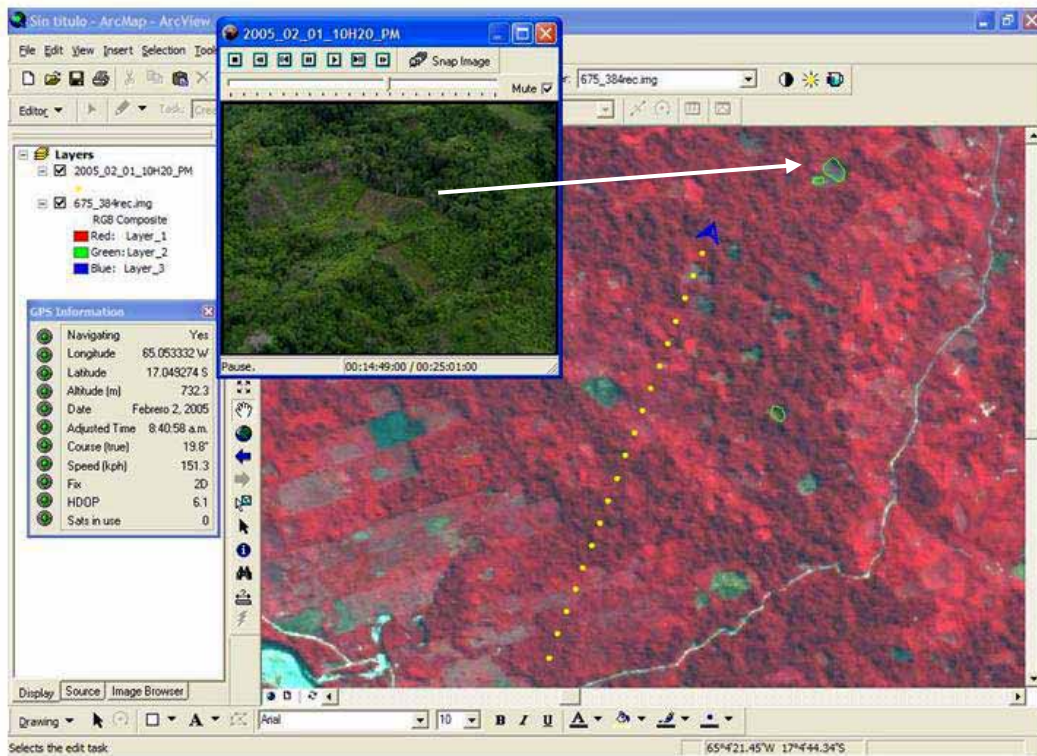 Sin titulo - ArcMap - ArcView
File Edit View Insert Selection Tools
675_384rec.img
Editor Task:
2005_02_01_10H20_PM
Snap Image
Mute
Pause. 00:14:49:00 / 00:25:01:00
Layers
2005_02_01_10H20_PM
675_384rec.img
RGB Composite
Red: Layer_1
Green: Layer_2
Blue: Layer_3
GPS Information
Navigating Yes
Longitude 65.053332 W
Latitude 17.049274 S
Altitude (m) 732.3
Date Febrero 2, 2005
Adjusted Time 8:40:58 a.m.
Course (true) 19.8°
Speed (kph) 151.3
Fix 2D
HDOP 6.1
Sats in use 0
Display Source Image Browser
Drawing A Arial 10 B I U A
Selects the edit task 65°4'21.45"W 17°4'44.34"S